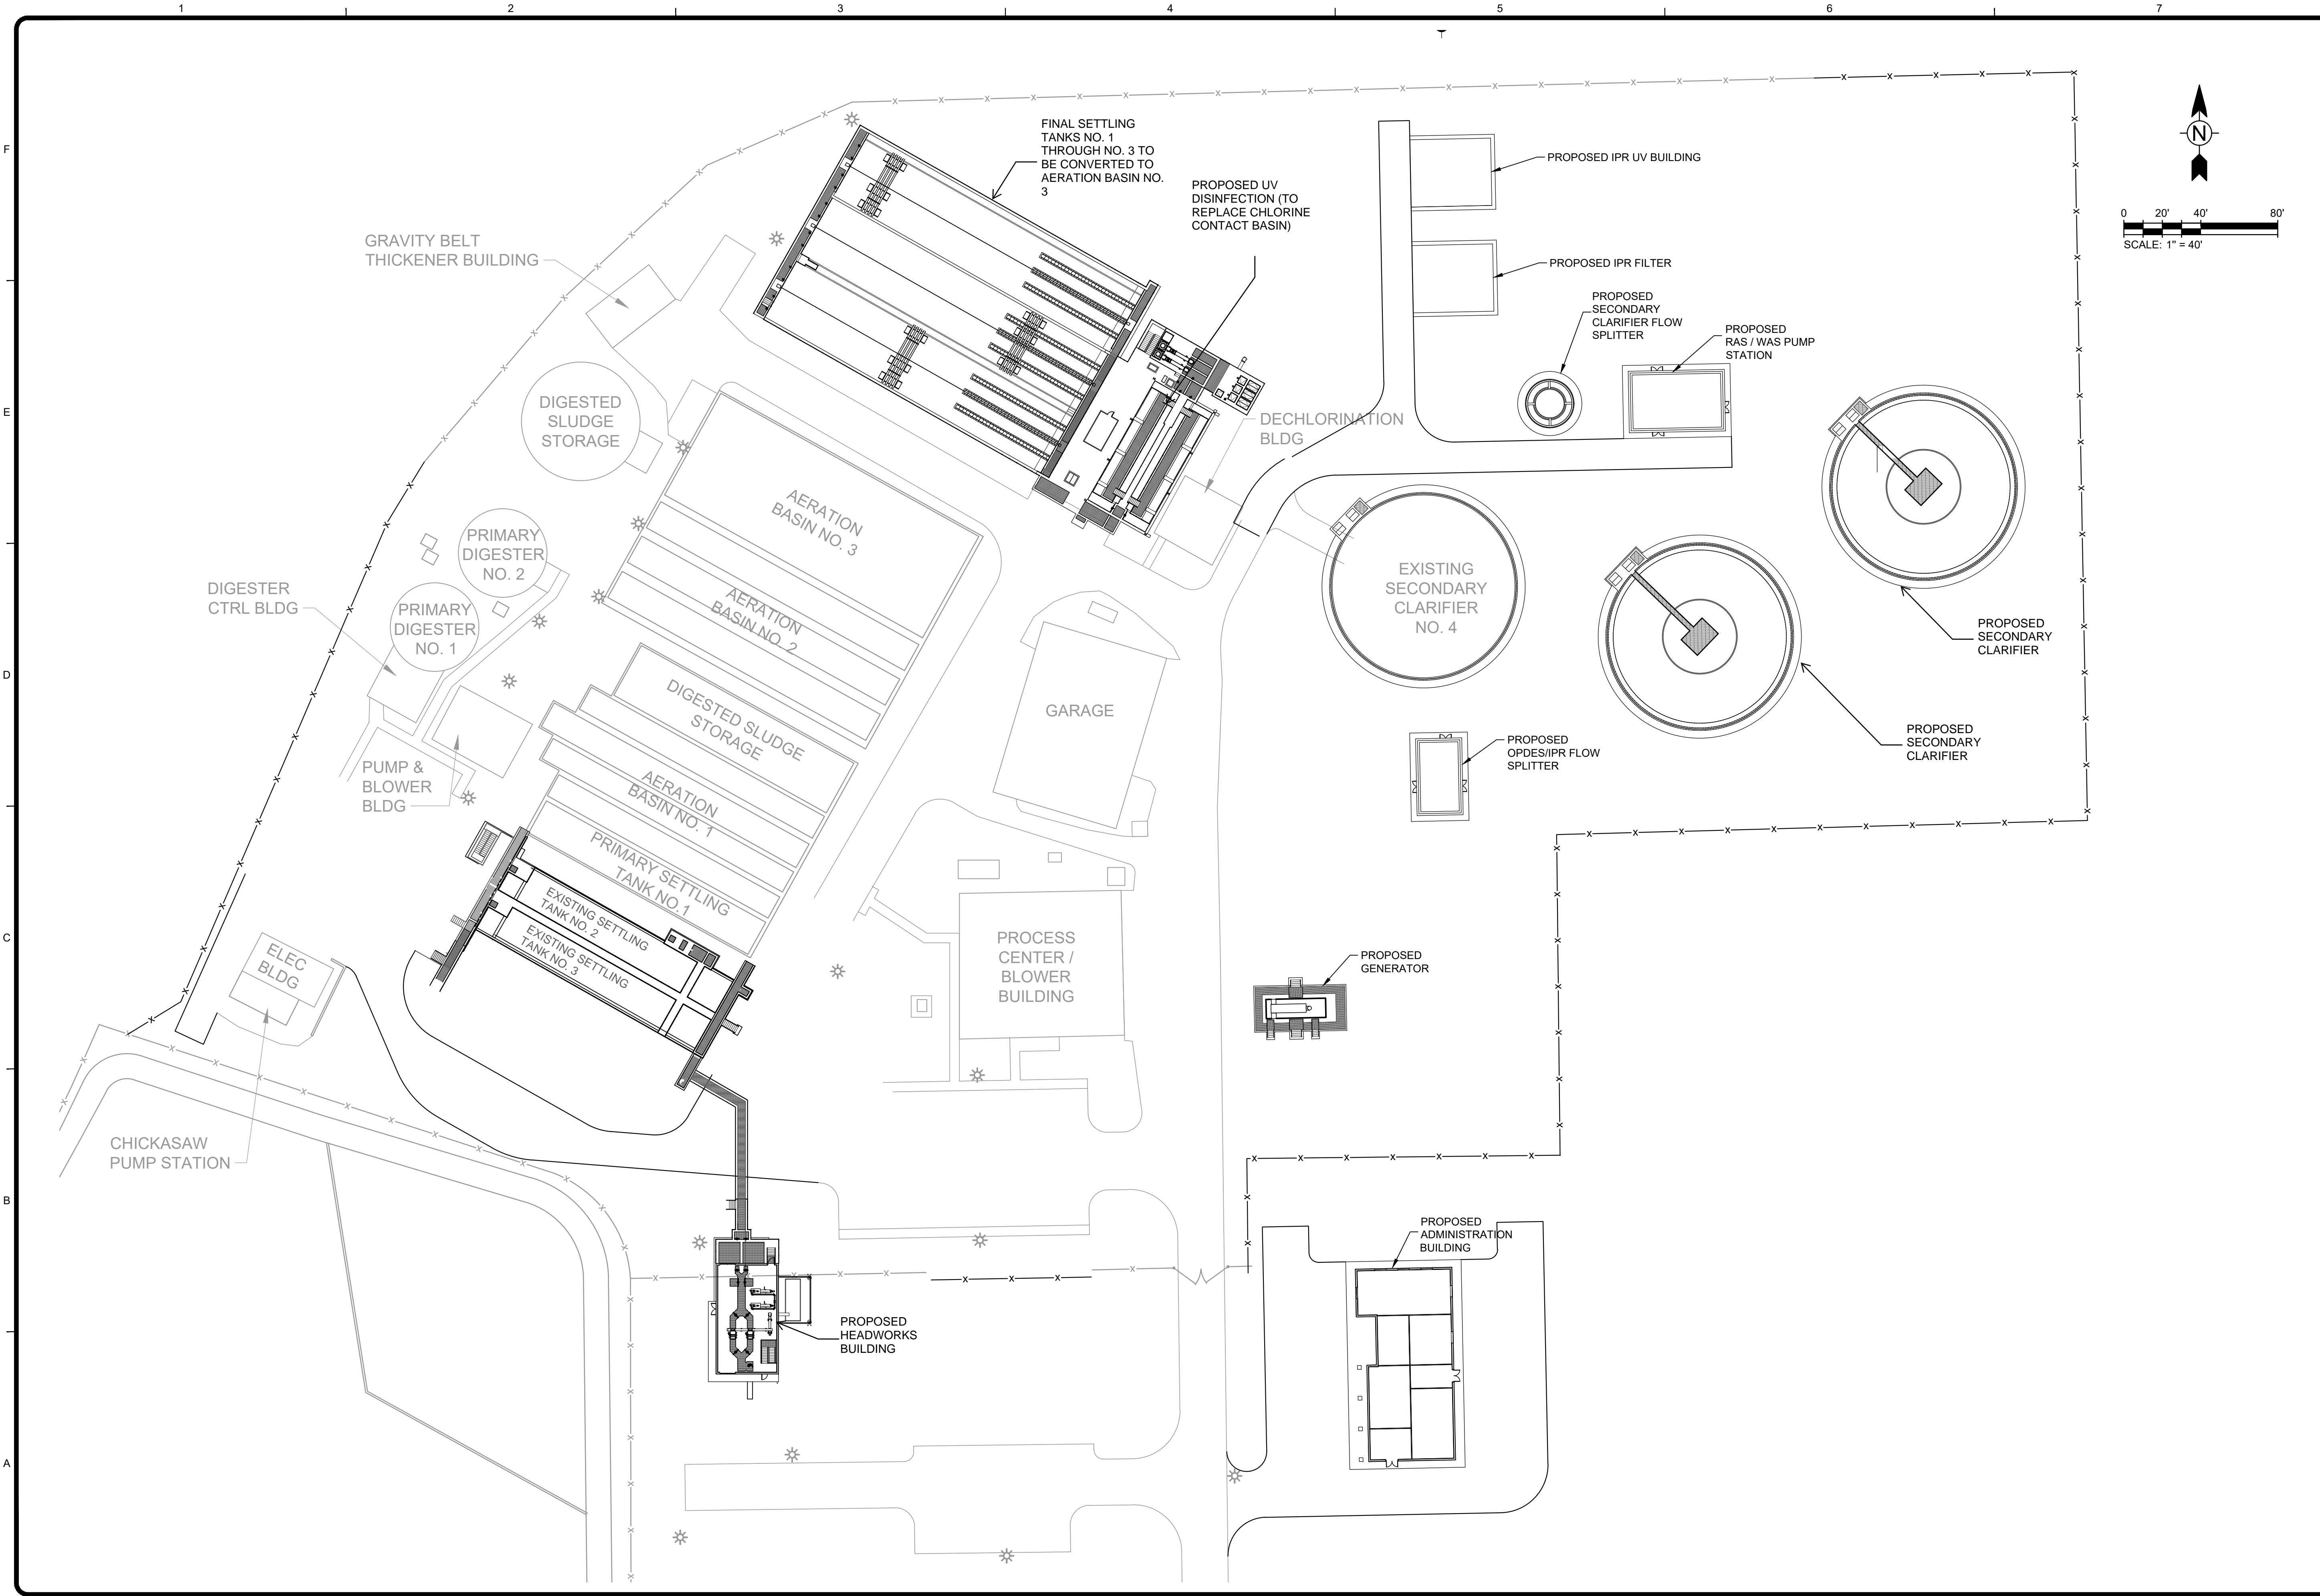 1 2 3 4 5 6 7
F
E
D
C
B
A
N
0 20' 40' 80'
SCALE: 1" = 40'
FINAL SETTLING
TANKS NO. 1
THROUGH NO. 3 TO
BE CONVERTED TO
AERATION BASIN NO.
3
PROPOSED UV
DISINFECTION (TO
REPLACE CHLORINE
CONTACT BASIN)
PROPOSED IPR UV BUILDING
PROPOSED IPR FILTER
PROPOSED
SECONDARY
CLARIFIER FLOW
SPLITTER
PROPOSED
RAS / WAS PUMP
STATION
GRAVITY BELT
THICKENER BUILDING
DIGESTED
SLUDGE
STORAGE
DECHLORINATION
BLDG
AERATION
BASIN NO. 3
PRIMARY
DIGESTER
NO. 2
DIGESTER
CTRL BLDG
PRIMARY
DIGESTER
NO. 1
AERATION
BASIN NO. 2
EXISTING
SECONDARY
CLARIFIER
NO. 4
PROPOSED
SECONDARY
CLARIFIER
PROPOSED
SECONDARY
CLARIFIER
DIGESTED SLUDGE
STORAGE
GARAGE
PROPOSED
OPDES/IPR FLOW
SPLITTER
PUMP &
BLOWER
BLDG
AERATION
BASIN NO. 1
PRIMARY SETTLING
TANK NO.1
EXISTING SETTLING
TANK NO. 2
EXISTING SETTLING
TANK NO. 3
ELEC
BLDG
PROCESS
CENTER /
BLOWER
BUILDING
PROPOSED
GENERATOR
CHICKASAW
PUMP STATION
PROPOSED
ADMINISTRATION
BUILDING
PROPOSED
HEADWORKS
BUILDING